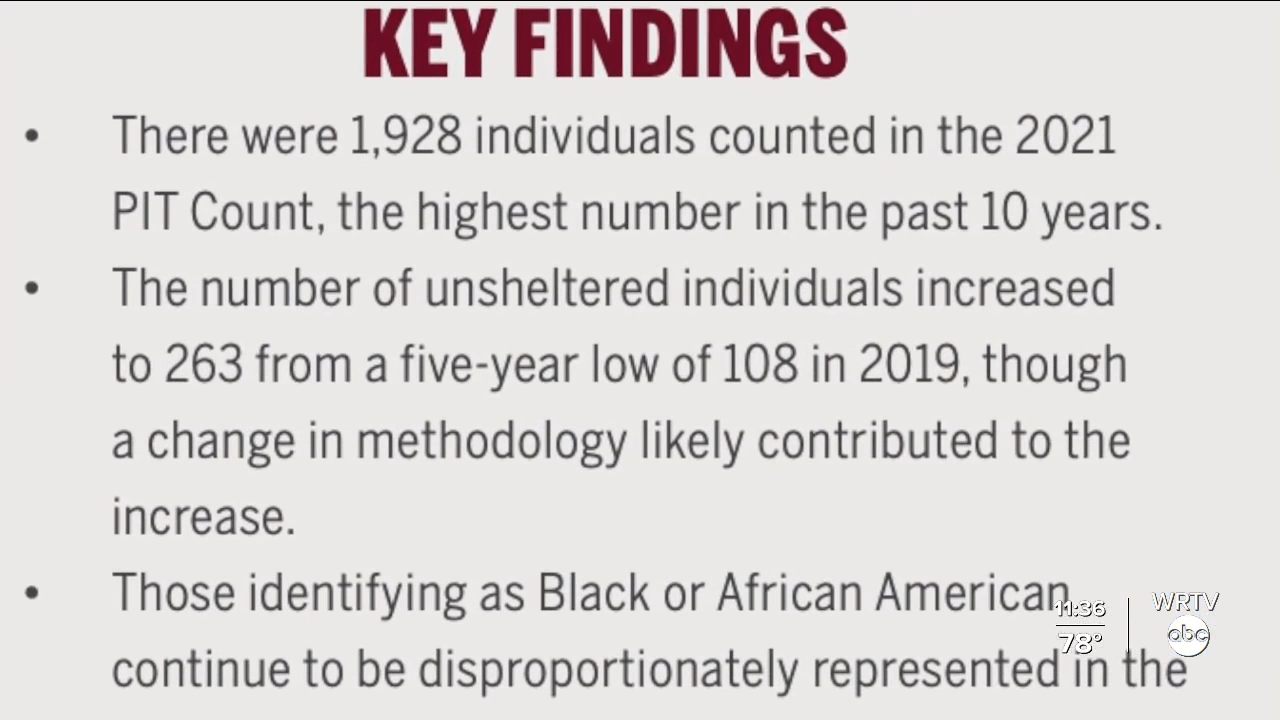 KEY FINDINGS
• There were 1,928 individuals counted in the 2021
PIT Count, the highest number in the past 10 years.
• The number of unsheltered individuals increased
to 263 from a five-year low of 108 in 2019, though
a change in methodology likely contributed to the
increase.
• Those identifying as Black or African American
continue to be disproportionately represented in the
11:36
78°
WRTV
abc